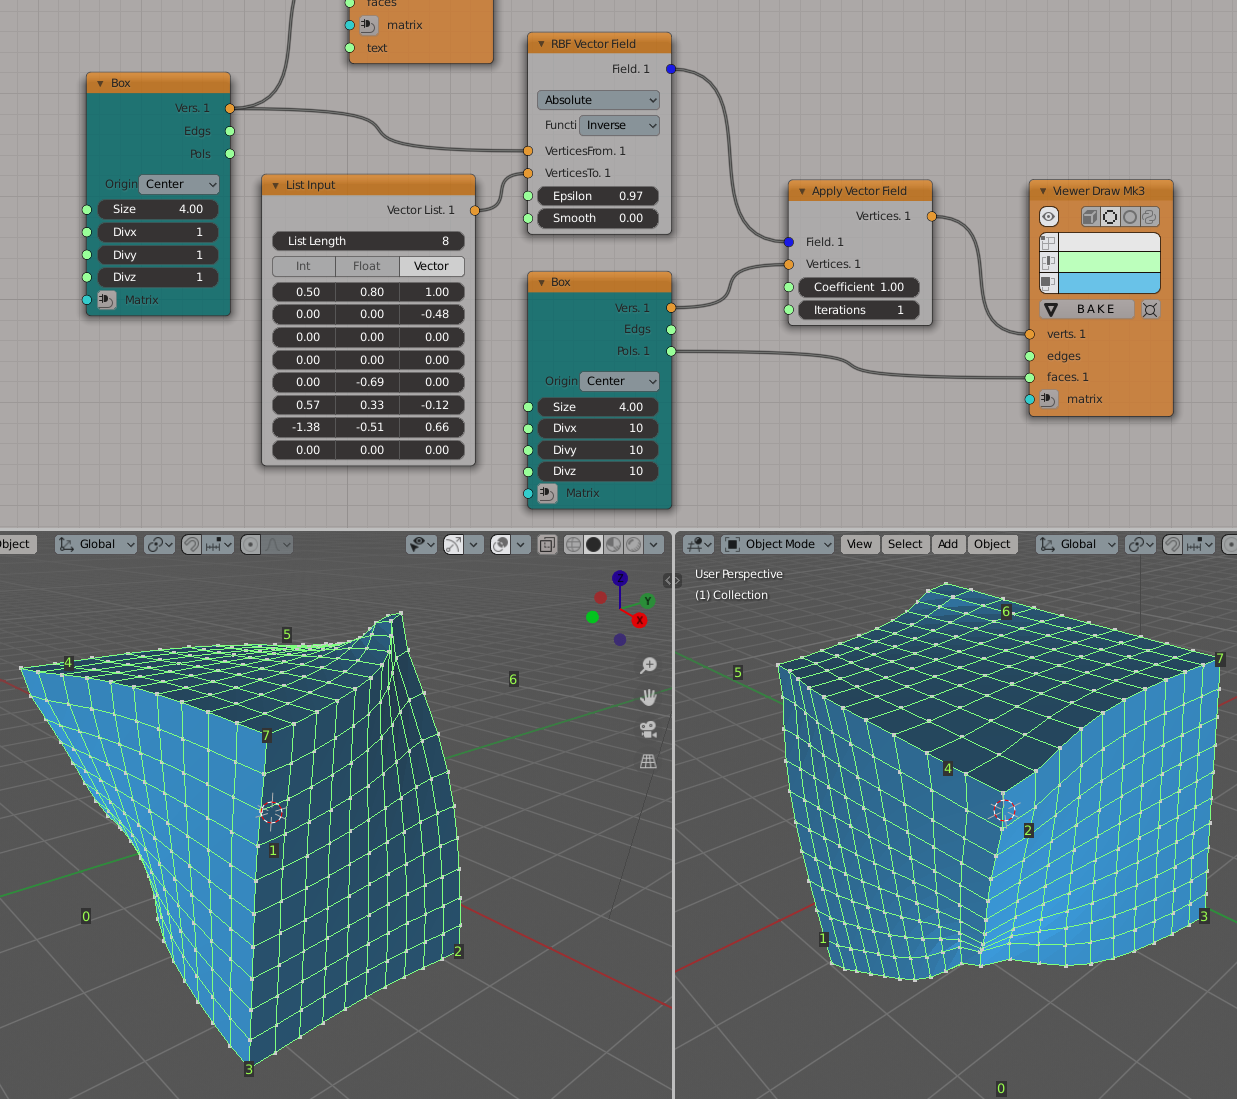 faces
matrix
text
Box
Vers. 1
Edgs
Pols
Origin Center
Size 4.00
Divx 1
Divy 1
Divz 1
Matrix
List Input
Vector List. 1
List Length 8
Int Float Vector
0.50 0.80 1.00
0.00 0.00 -0.48
0.00 0.00 0.00
0.00 0.00 0.00
0.00 -0.69 0.00
0.57 0.33 -0.12
-1.38 -0.51 0.66
0.00 0.00 0.00
RBF Vector Field
Field. 1
Absolute
Functi Inverse
VerticesFrom. 1
VerticesTo. 1
Epsilon 0.97
Smooth 0.00
Box
Vers. 1
Edgs
Pols. 1
Origin Center
Size 4.00
Divx 10
Divy 10
Divz 10
Matrix
Apply Vector Field
Vertices. 1
Field. 1
Vertices. 1
Coefficient 1.00
Iterations 1
Viewer Draw Mk3
BAKE
verts. 1
edges
faces. 1
matrix
bject Global
Z
Y
X
5
4
6
7
1
0
2
3
Object Mode View Select Add Object Global
User Perspective
(1) Collection
6
7
5
4
2
3
1
0